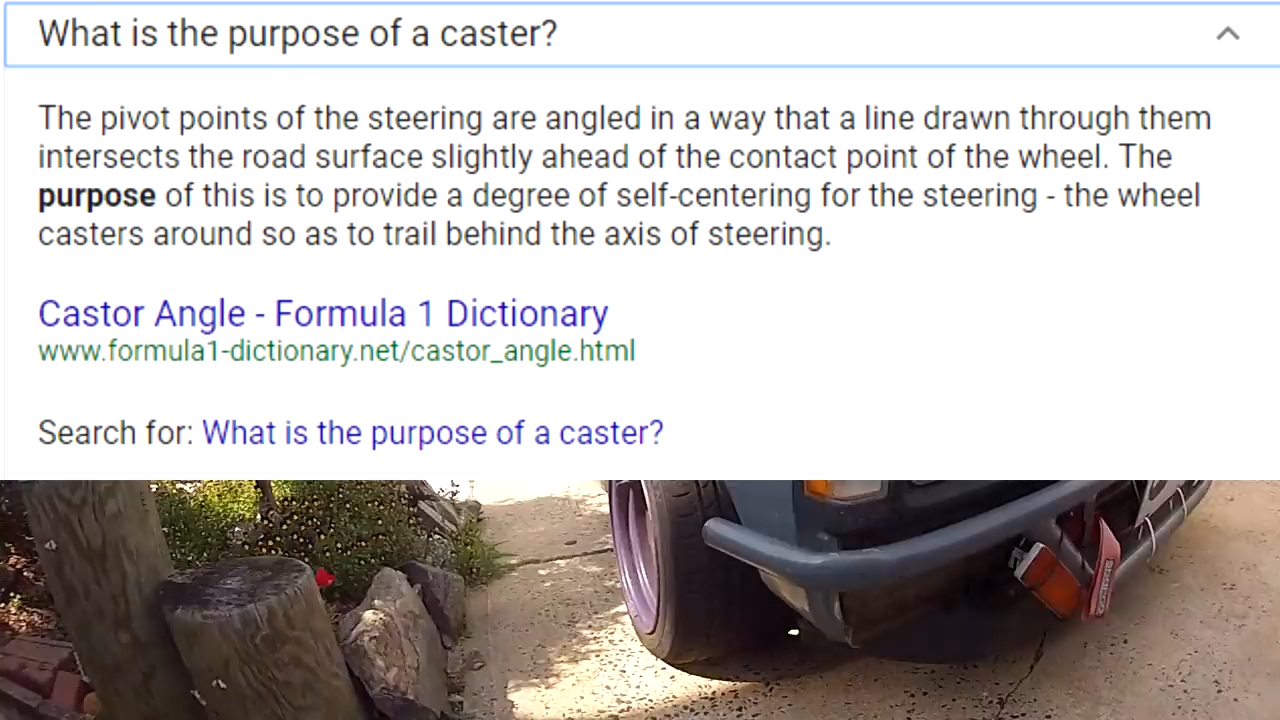 What is the purpose of a caster?
The pivot points of the steering are angled in a way that a line drawn through them
intersects the road surface slightly ahead of the contact point of the wheel. The
purpose of this is to provide a degree of self-centering for the steering - the wheel
casters around so as to trail behind the axis of steering.
Castor Angle - Formula 1 Dictionary
www.formula1-dictionary.net/castor_angle.html
Search for: What is the purpose of a caster?